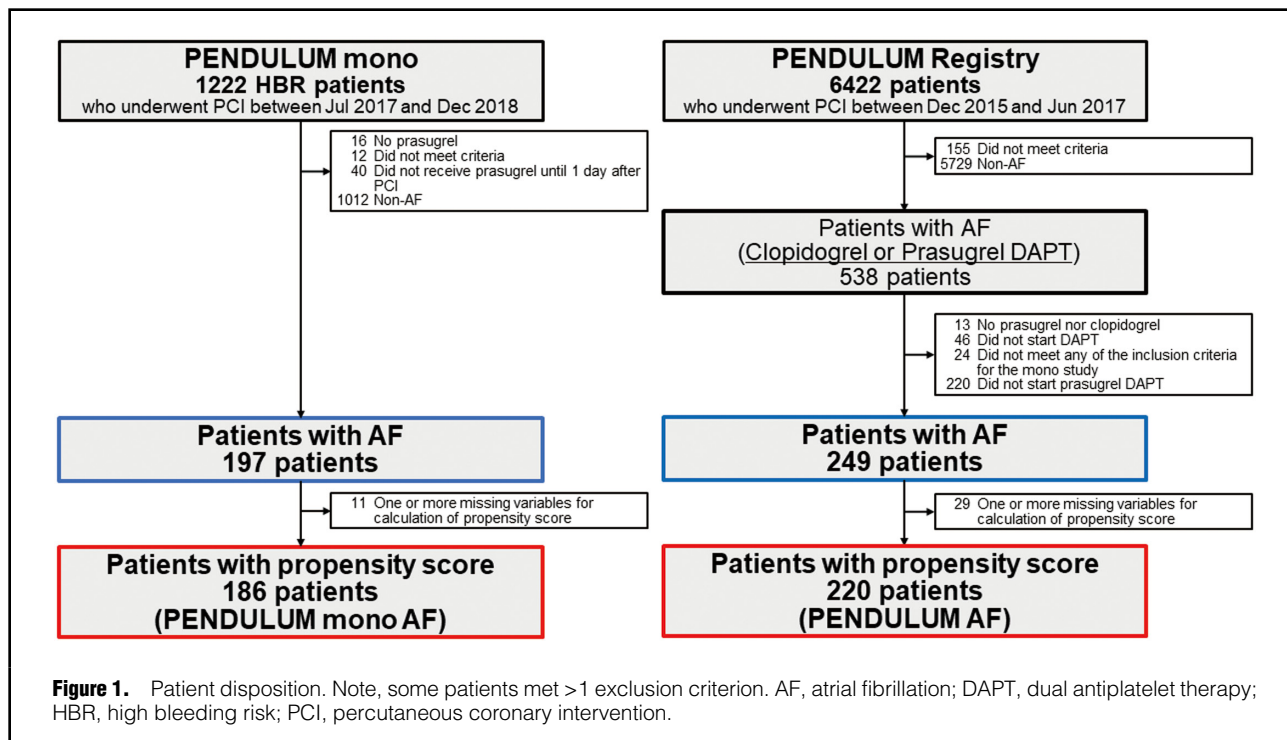 PENDULUM mono
1222 HBR patients
who underwent PCI between Jul 2017 and Dec 2018
16 No prasugrel
12 Did not meet criteria
40 Did not receive prasugrel until 1 day after
PCI
1012 Non-AF
Patients with AF
197 patients
11 One or more missing variables for
calculation of propensity score
Patients with propensity score
186 patients
(PENDULUM mono AF)
PENDULUM Registry
6422 patients
who underwent PCI between Dec 2015 and Jun 2017
155 Did not meet criteria
5729 Non-AF
Patients with AF
(Clopidogrel or Prasugrel DAPT)
538 patients
13 No prasugrel nor clopidogrel
46 Did not start DAPT
24 Did not meet any of the inclusion criteria
for the mono study
220 Did not start prasugrel DAPT
Patients with AF
249 patients
29 One or more missing variables for
calculation of propensity score
Patients with propensity score
220 patients
(PENDULUM AF)
Figure 1. Patient disposition. Note, some patients met >1 exclusion criterion. AF, atrial fibrillation; DAPT, dual antiplatelet therapy;
HBR, high bleeding risk; PCI, percutaneous coronary intervention.